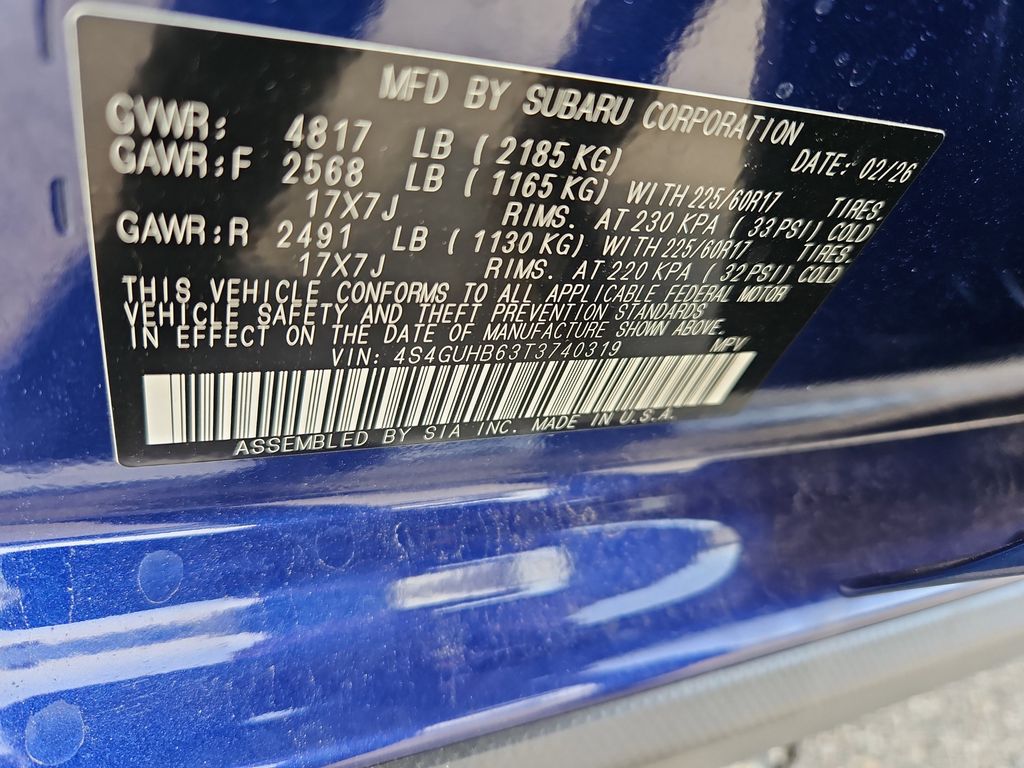 MFD BY SUBARU CORPORATION
GVWR: 4817 LB ( 2185 KG) DATE: 02/26
GAWR:F 2568 LB ( 1165 KG) WITH 225/60R17 TIRES.
17X7J RIMS. AT 230 KPA ( 33 PSI) COLD
GAWR:R 2491 LB ( 1130 KG) WITH 225/60R17 TIRES.
17X7J RIMS. AT 220 KPA ( 32 PSI) COLD
THIS VEHICLE CONFORMS TO ALL APPLICABLE FEDERAL MOTOR
VEHICLE SAFETY AND THEFT PREVENTION STANDARDS
IN EFFECT ON THE DATE OF MANUFACTURE SHOWN ABOVE.
VIN: 4S4GUHB63T3740319 MPV
ASSEMBLED BY SIA INC. MADE IN U.S.A.